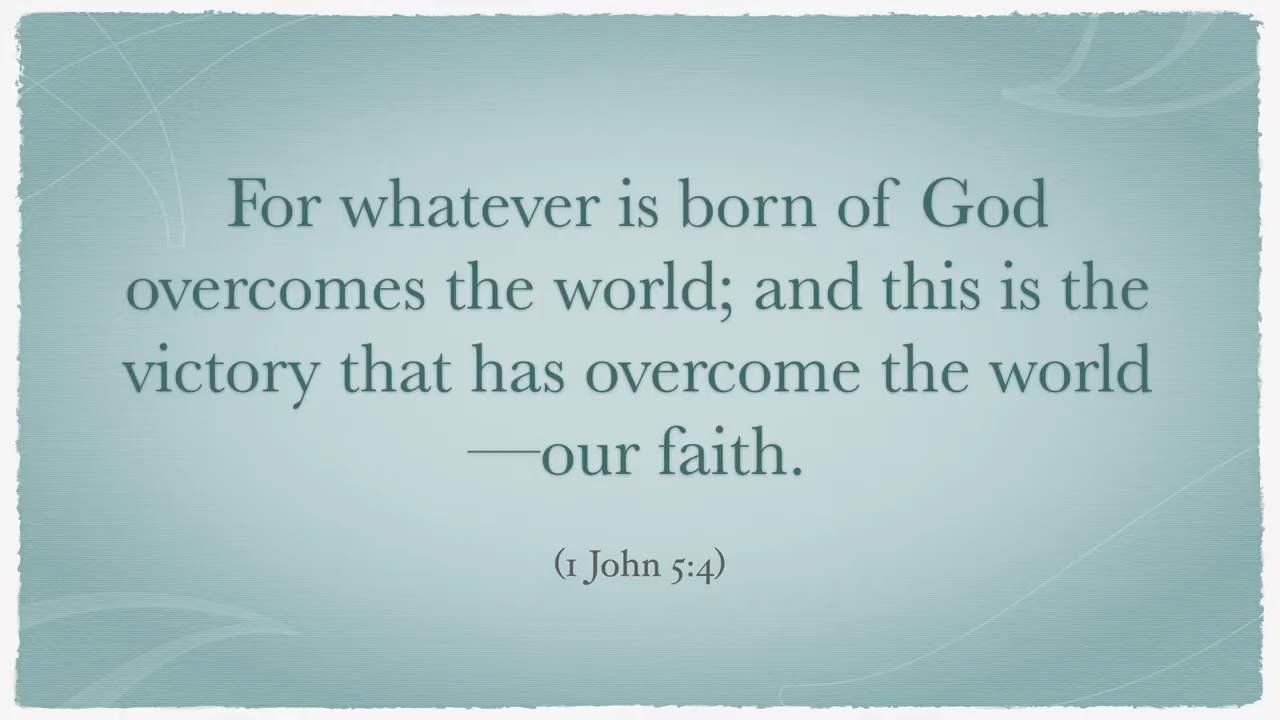 For whatever is born of God
overcomes the world; and this is the
victory that has overcome the world
—our faith.
(1 John 5:4)